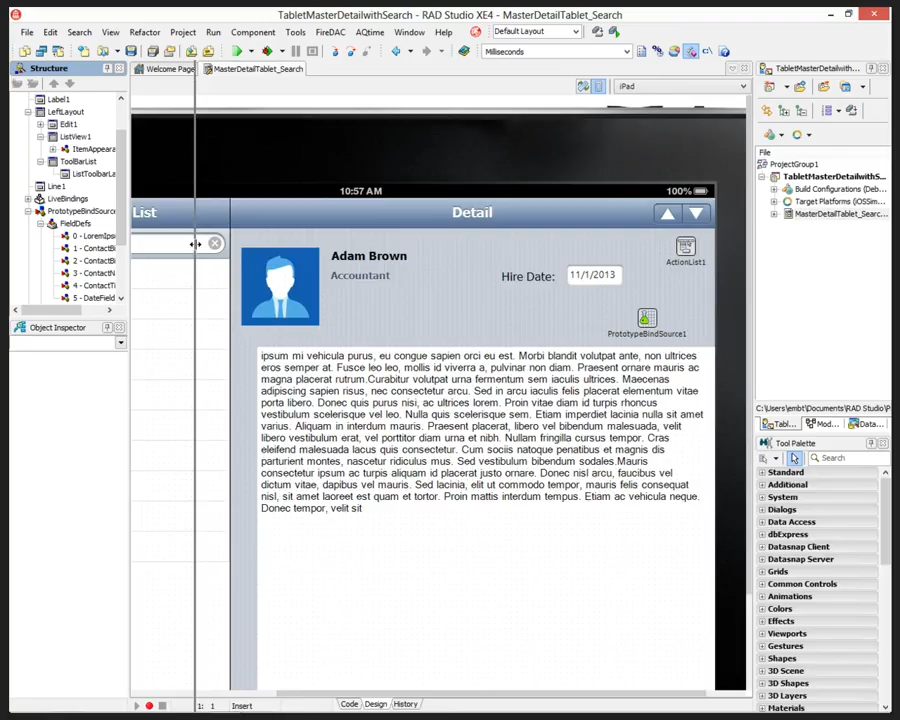 TabletMasterDetailwithSearch - RAD Studio XE4 - MasterDetailTablet_Search
File Edit Search View Refactor Project Run Component Tools FireDAC AQtime Window Help
Default Layout
Milliseconds
Structure
Welcome Page
MasterDetailTablet_Search
TabletMasterDetailwith...
iPad
Label1
LeftLayout
Edit1
ListView1
ItemAppeara
ToolBarList
ListToolbarLa
Line1
LiveBindings
PrototypeBindSource
FieldDefs
0 - LoremIps
1 - ContactB
2 - ContactB
3 - ContactN
4 - ContactT
5 - DateField
Object Inspector
10:57 AM
100%
List
Detail
Adam Brown
Accountant
Hire Date:
11/1/2013
ActionList1
PrototypeBindSource1
ipsum mi vehicula purus, eu congue sapien orci eu est. Morbi blandit volutpat ante, non ultrices
eros semper at. Fusce leo leo, mollis id viverra a, pulvinar non diam. Praesent ornare mauris ac
magna placerat rutrum.Curabitur volutpat urna fermentum sem iaculis ultrices. Maecenas
adipiscing sapien risus, nec consectetur arcu. Sed in arcu iaculis felis placerat elementum vitae
porta libero. Donec quis purus nisi, ac ultrices lorem. Proin vitae diam id turpis rhoncus
vestibulum scelerisque vel leo. Nulla quis scelerisque sem. Etiam imperdiet lacinia nulla sit amet
varius. Aliquam in interdum mauris. Praesent placerat, libero vel bibendum malesuada, velit
libero vestibulum erat, vel porttitor diam urna et nibh. Nullam fringilla cursus tempor. Cras
eleifend malesuada lacus quis consectetur. Cum sociis natoque penatibus et magnis dis
parturient montes, nascetur ridiculus mus. Sed vestibulum bibendum sodales.Mauris
consectetur ipsum ac turpis aliquam id placerat justo ornare. Donec nisl arcu, faucibus vel
dictum vitae, dapibus vel mauris. Sed lacinia, elit ut commodo tempor, mauris felis consequat
nisl, sit amet laoreet est quam et tortor. Proin mattis interdum tempus. Etiam ac vehicula neque.
Donec tempor, velit sit
File
ProjectGroup1
TabletMasterDetailwithS...
Build Configurations (Deb...
Target Platforms (iOSSim...
MasterDetailTablet_Searc...
C:\Users\embt\Documents\RAD Studio\P
Tabl...
Mod...
Data...
Tool Palette
Search
Standard
Additional
System
Dialogs
Data Access
dbExpress
Datasnap Client
Datasnap Server
Grids
Common Controls
Animations
Colors
Effects
Viewports
Gestures
Shapes
3D Scene
3D Shapes
3D Layers
Materials
1: 1
Insert
Code
Design
History